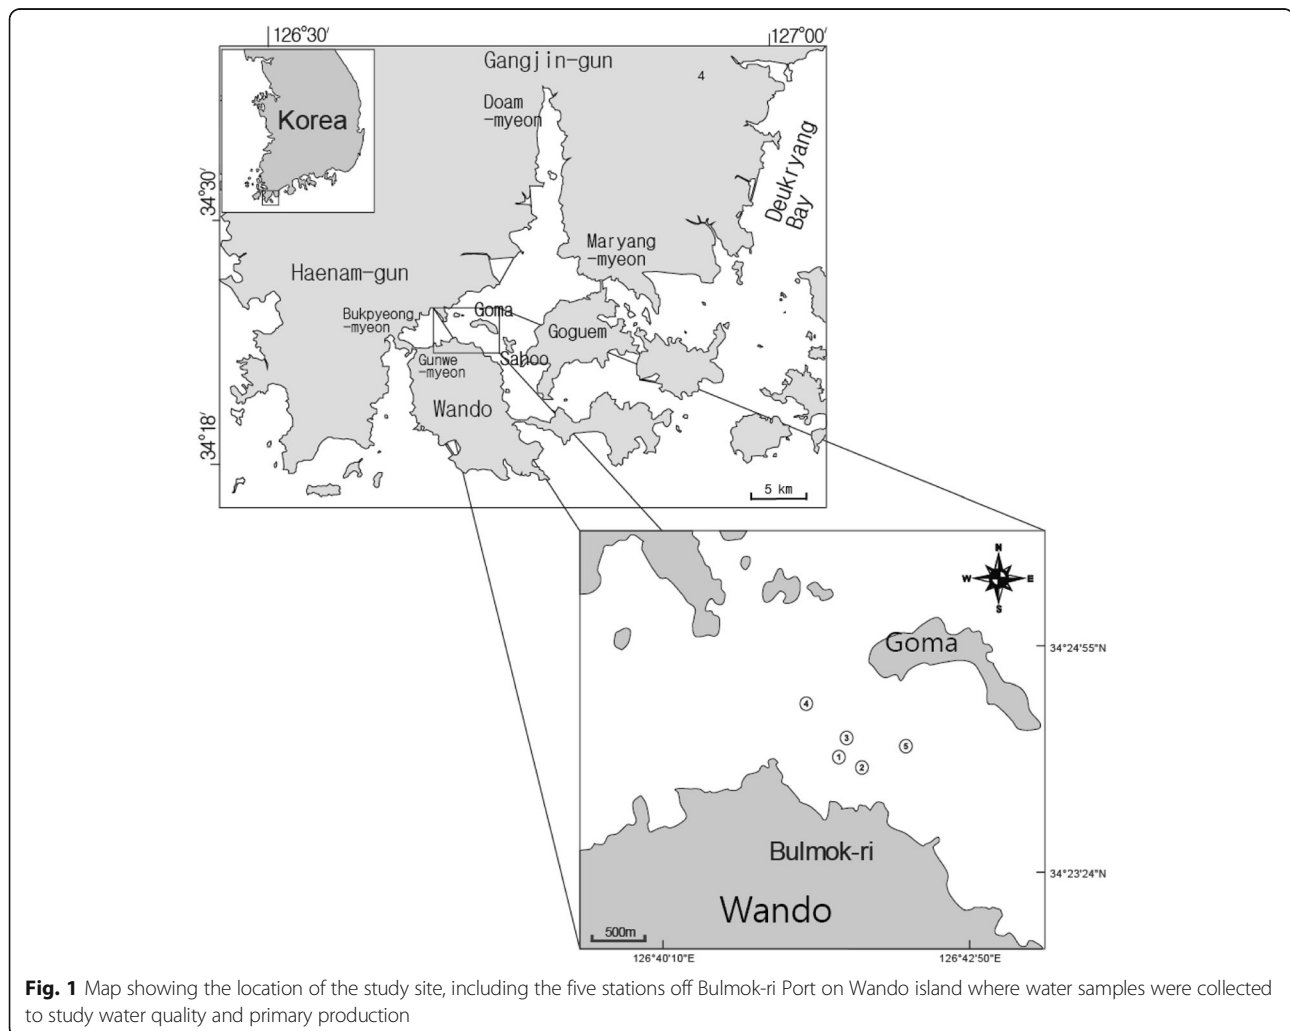 126°30′
127°00′
Gangjin-gun
4
Doam
-myeon
Korea
Deukryang
Bay
34°30′
Maryang
-myeon
Haenam-gun
Bukpyeong
-myeon
Goma
Goguem
Gunwe
-myeon
Sahoo
Wando
34°18′
5 km
N
W
E
S
Goma
34°24'55"N
4
3
5
1
2
Bulmok-ri
34°23'24"N
Wando
500m
126°40'10"E
126°42'50"E
Fig. 1 Map showing the location of the study site, including the five stations off Bulmok-ri Port on Wando island where water samples were collected
to study water quality and primary production